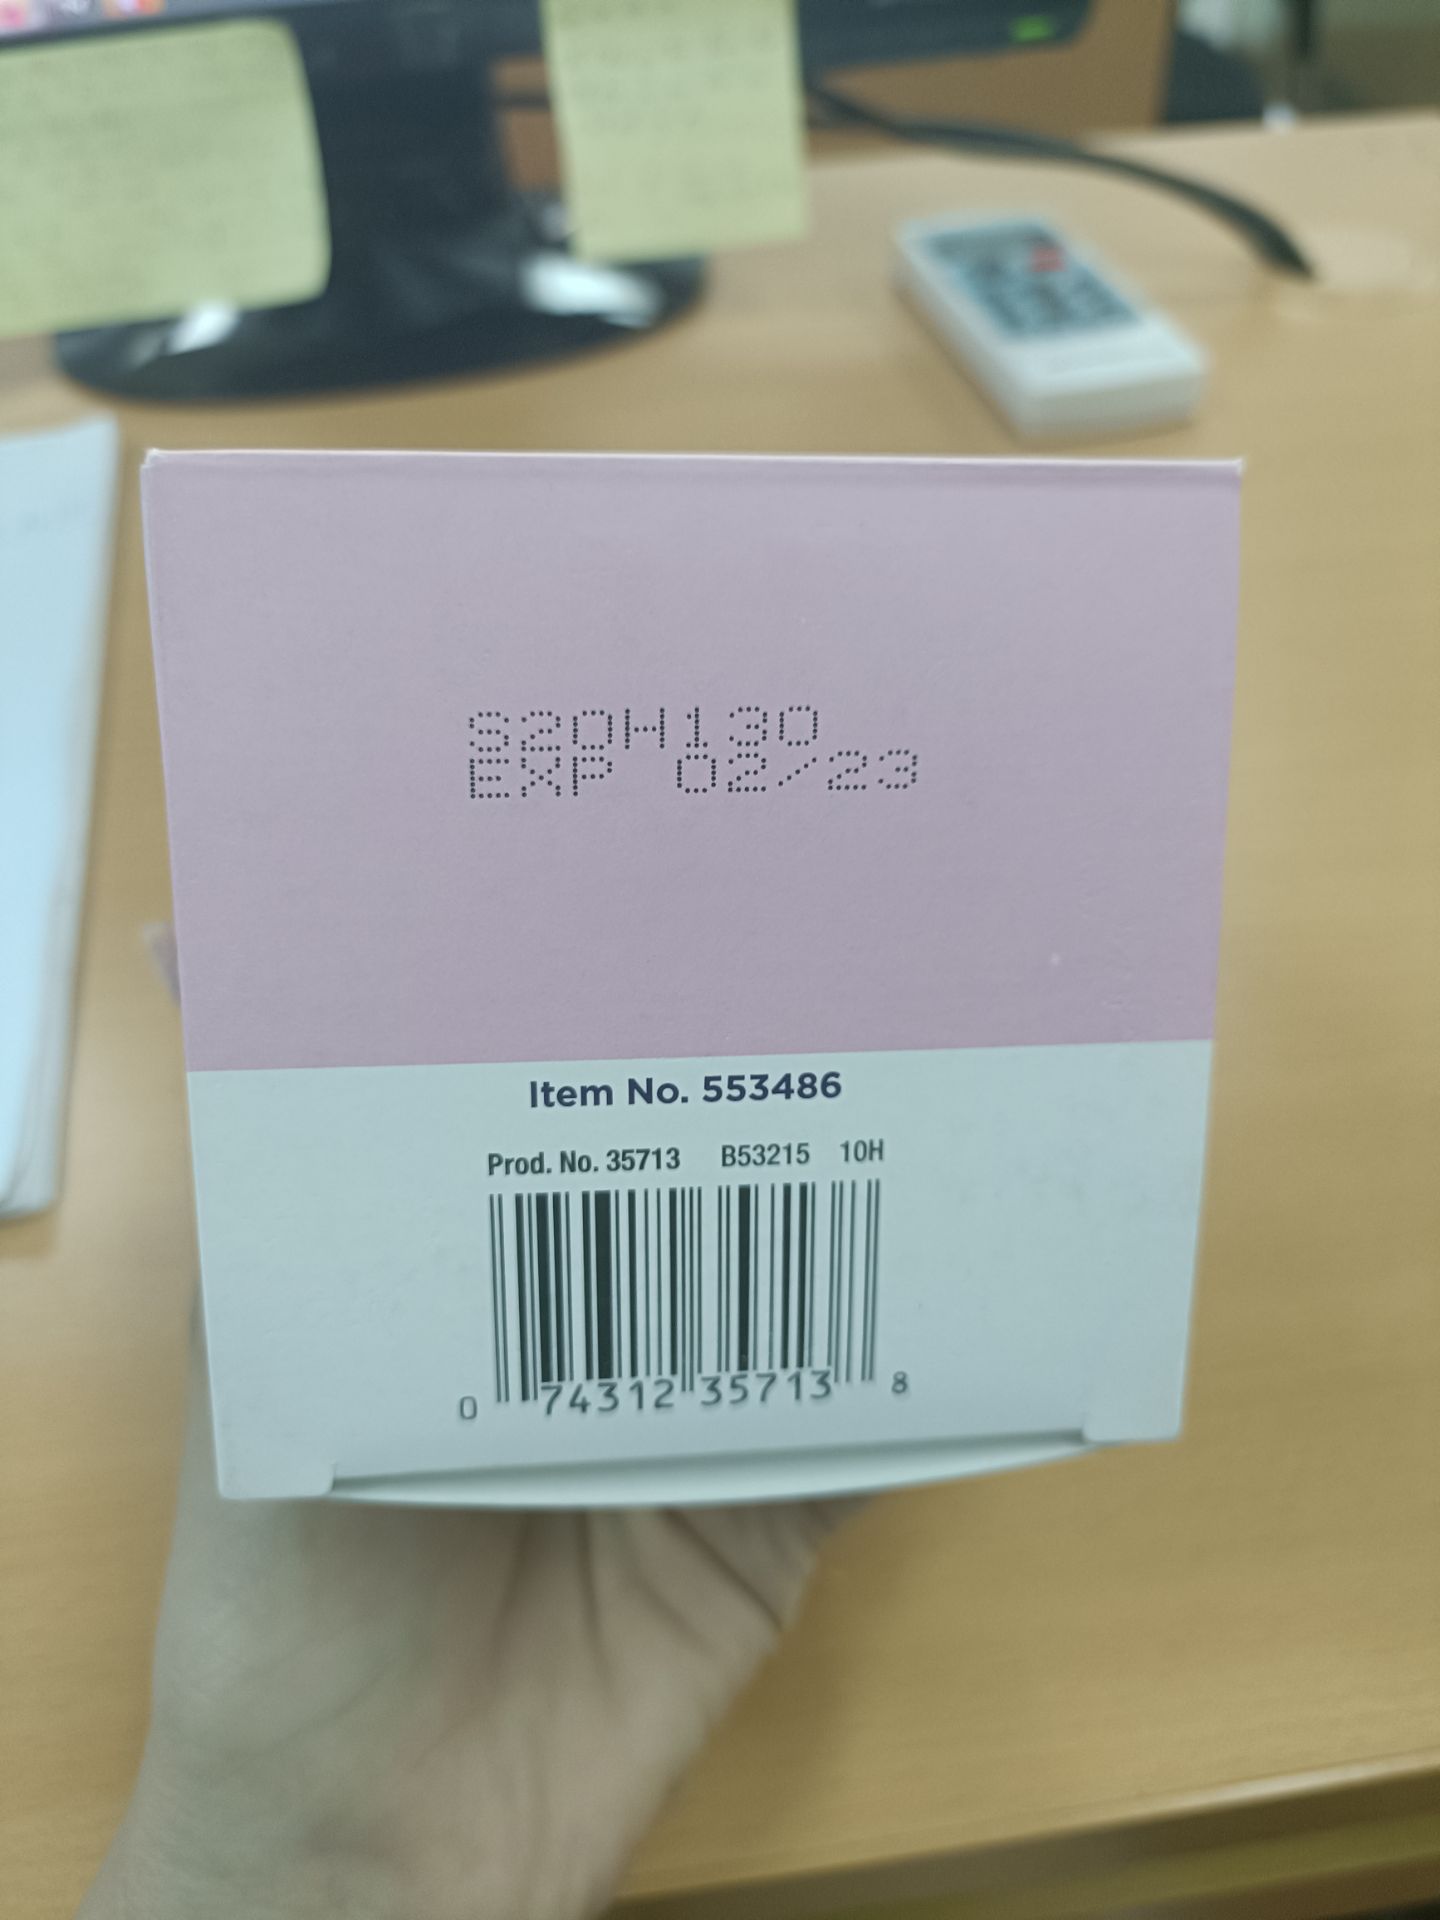 S20H130
EXP 02/23
Item No. 553486
Prod. No. 35713 B53215 10H
0 74312 35713 8